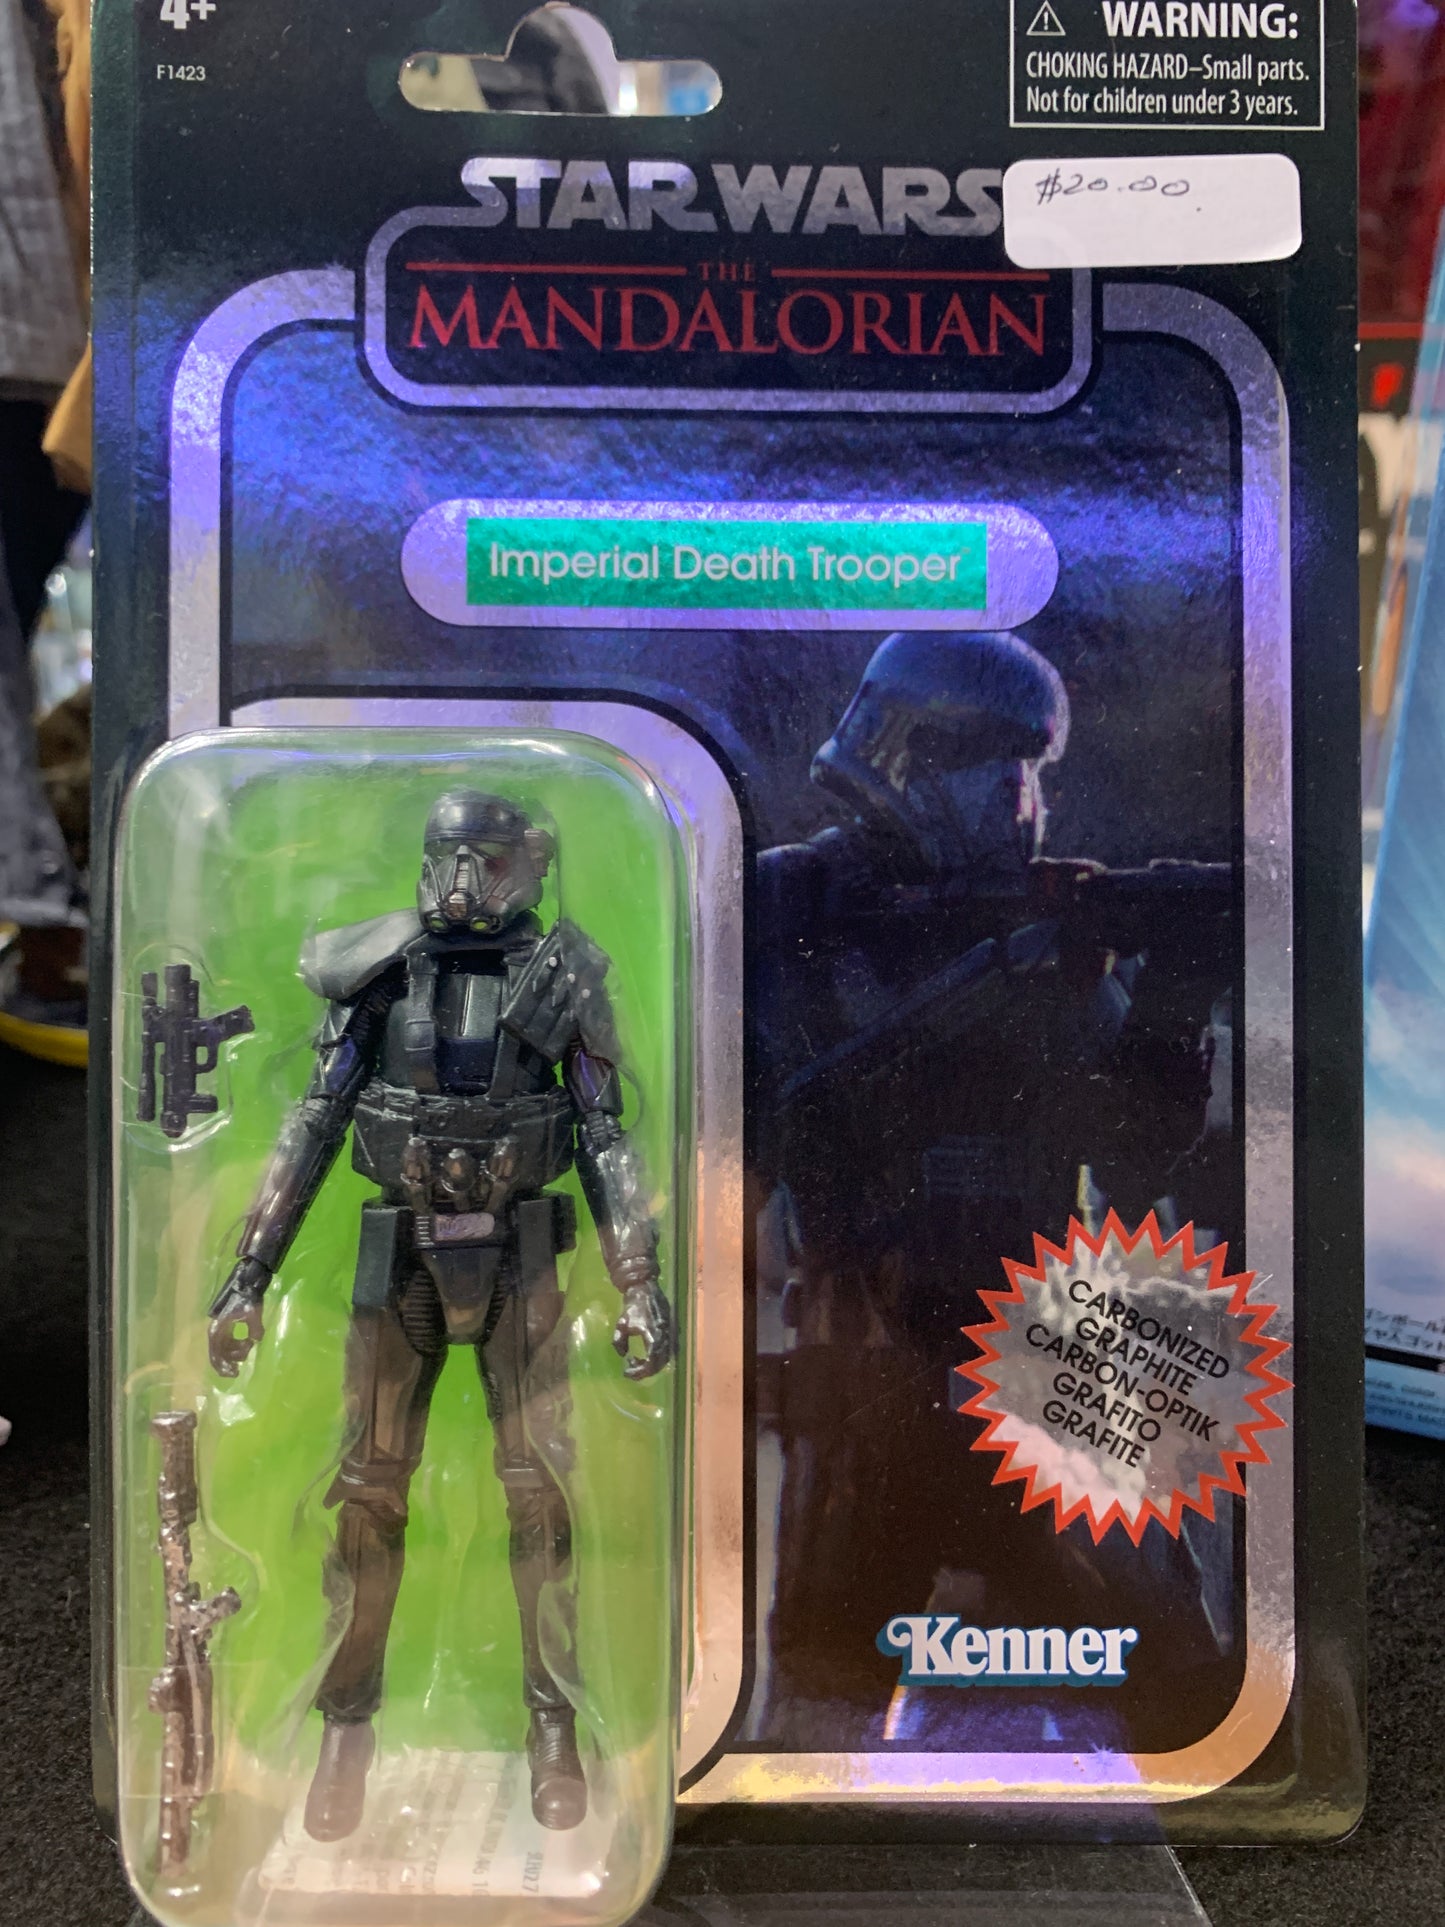 4+
F1423
WARNING:
CHOKING HAZARD–Small parts.
Not for children under 3 years.
$20.00
STAR WARS
THE
MANDALORIAN
Imperial Death Trooper™
CARBONIZED
GRAPHITE
CARBON-OPTIK
GRAFITO
GRAFITE
Kenner